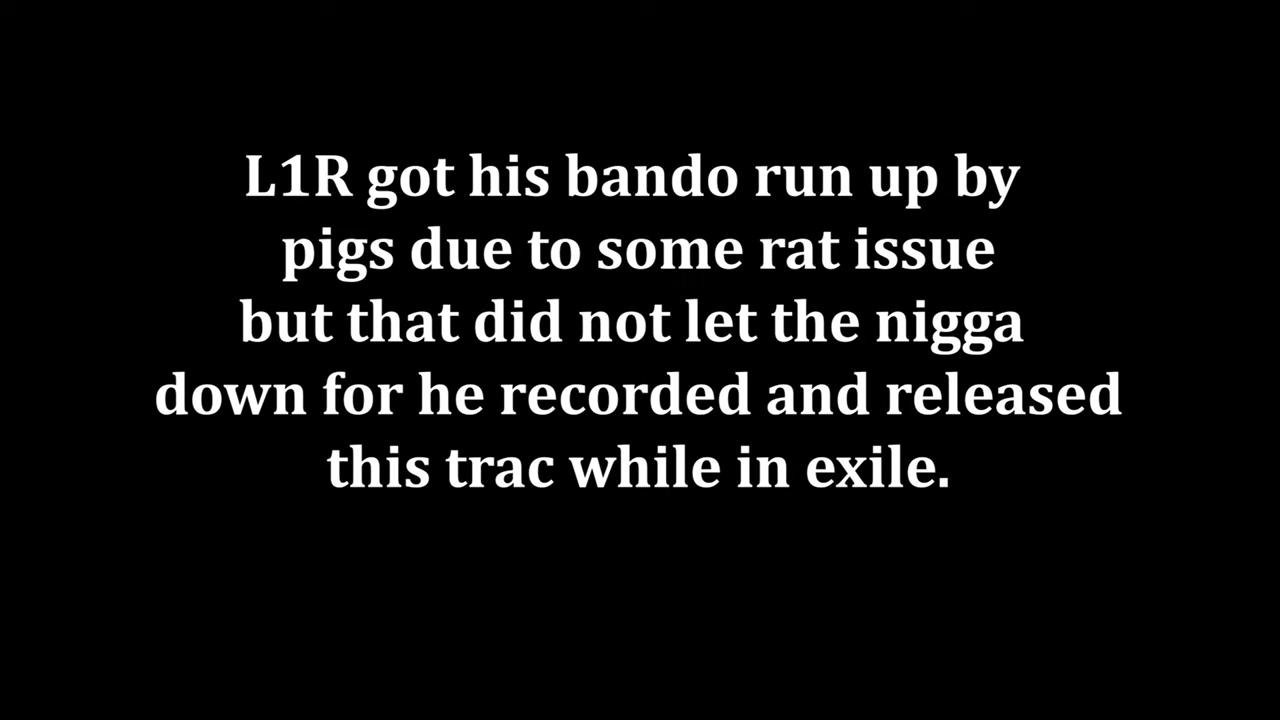 L1R got his bando run up by
pigs due to some rat issue
but that did not let the nigga
down for he recorded and released
this trac while in exile.